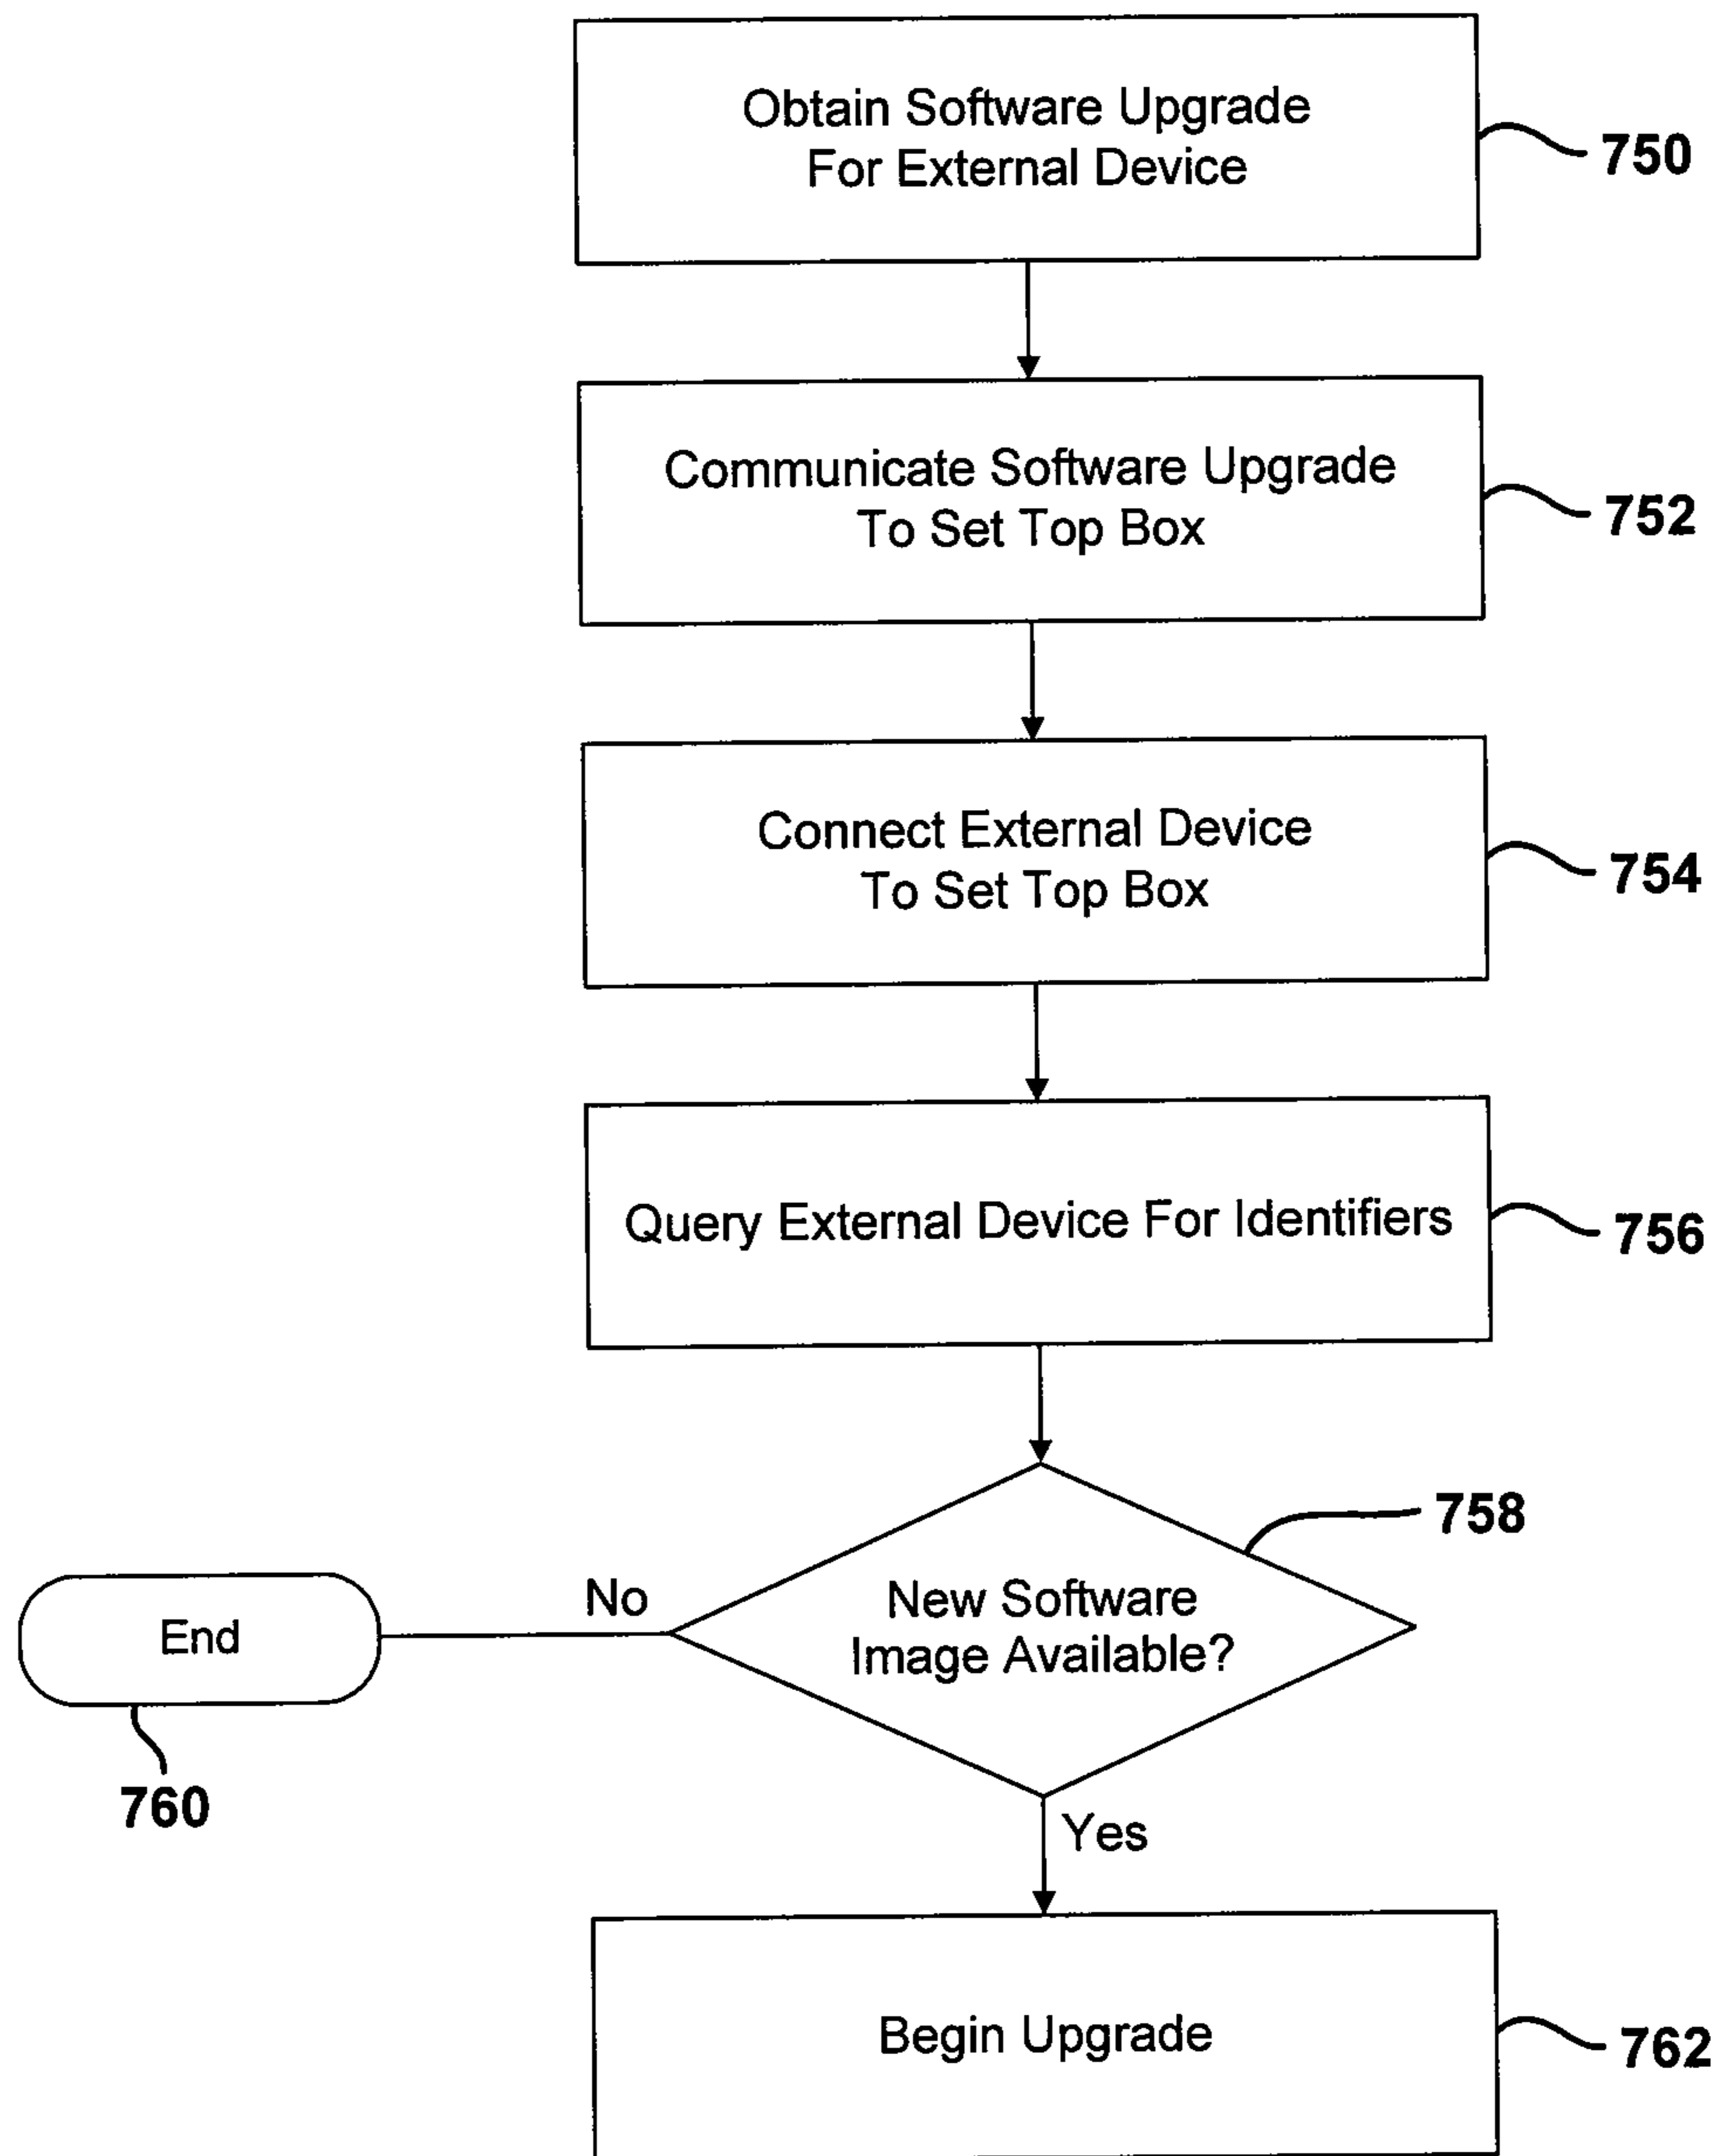 Obtain Software Upgrade
For External Device
750
Communicate Software Upgrade
To Set Top Box
752
Connect External Device
To Set Top Box
754
Query External Device For Identifiers
756
758
New Software
Image Available?
No
End
760
Yes
Begin Upgrade
762